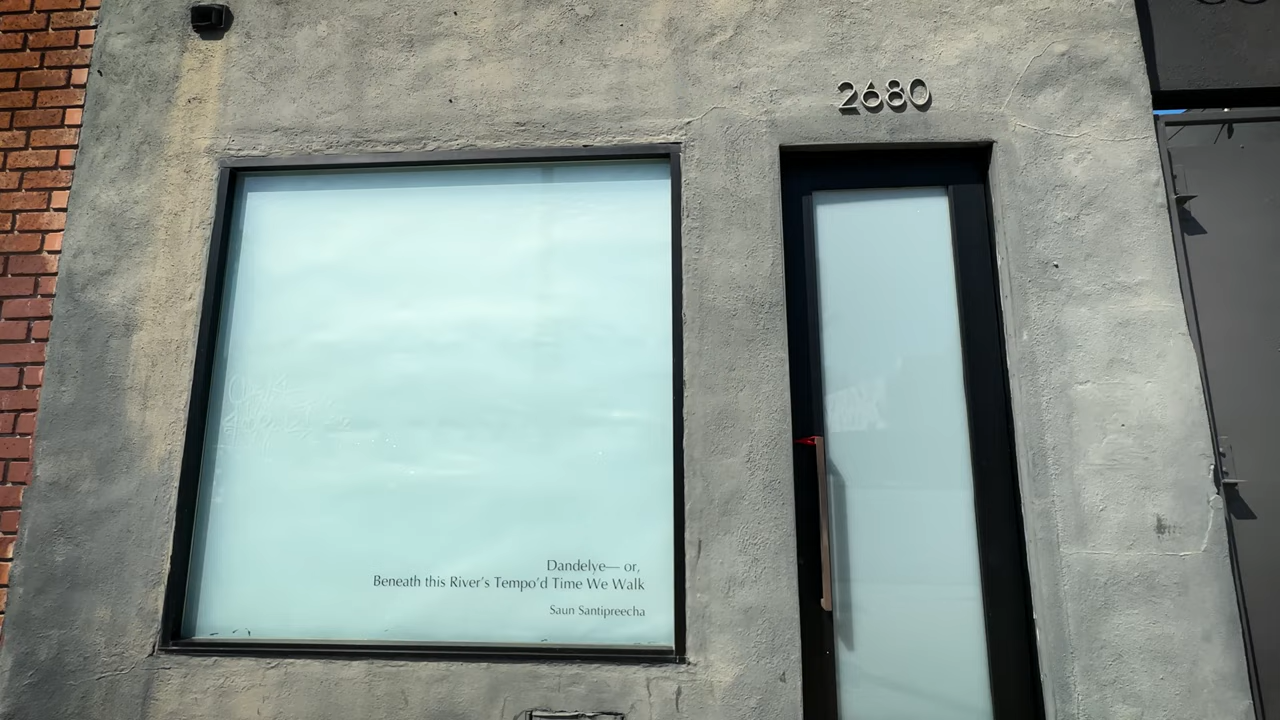 2680
Dandelye— or,
Beneath this River's Tempo'd Time We Walk
Saun Santipreecha